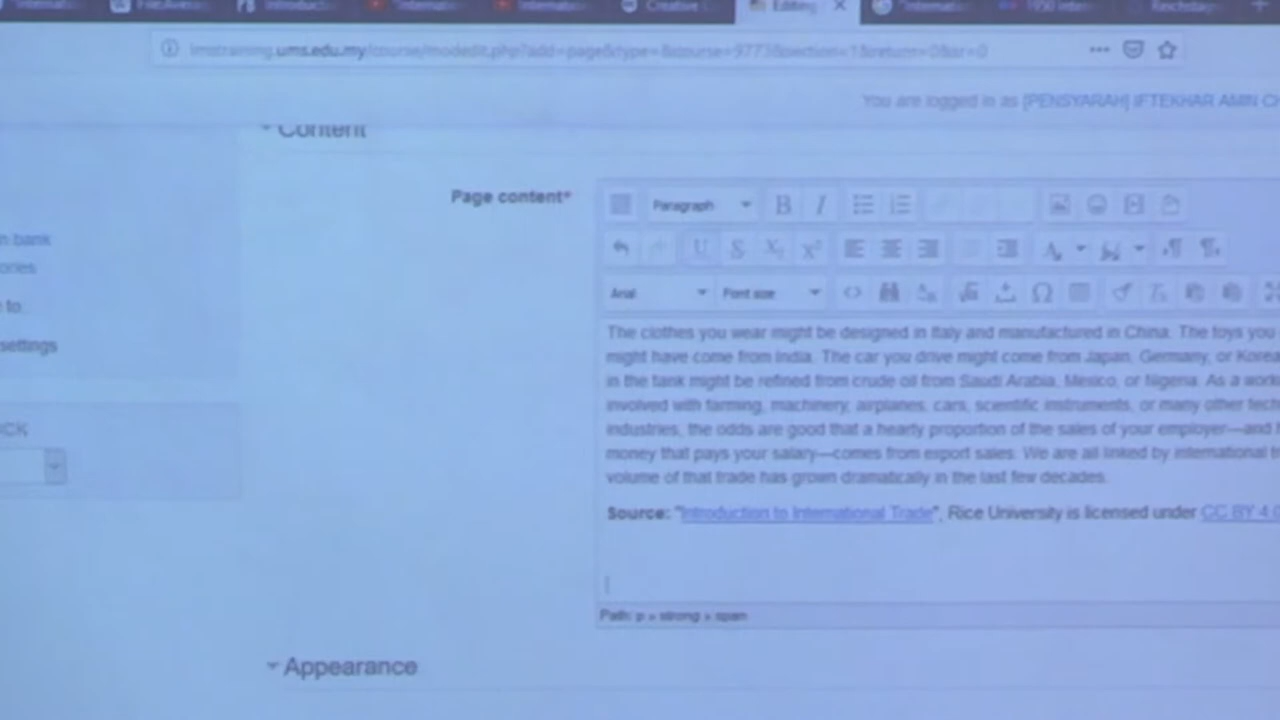 Creative
Editing
lmstraining.ums.edu.my/course/modedit.php?add=page&type=&course=9773&section=1&return=0&sr=0
You are logged in as [PENSYARAH] IFTEKHAR AMIN
Content
Page content*
Paragraph
Arial
Font size
bank
to
settings
The clothes you wear might be designed in Italy and manufactured in China. The toys you
might have come from India. The car you drive might come from Japan, Germany, or Korea
in the tank might be refined from crude oil from Saudi Arabia, Mexico, or Nigeria. As a
involved with farming, machinery, airplanes, cars, scientific instruments, or many other
industries, the odds are good that a hearty proportion of the sales of your employer—and
money that pays your salary—comes from export sales. We are all linked by international
volume of that trade has grown dramatically in the last few decades.
Source: "Introduction to International Trade", Rice University is licensed under CC BY 4.0
Path: p » strong » span
Appearance